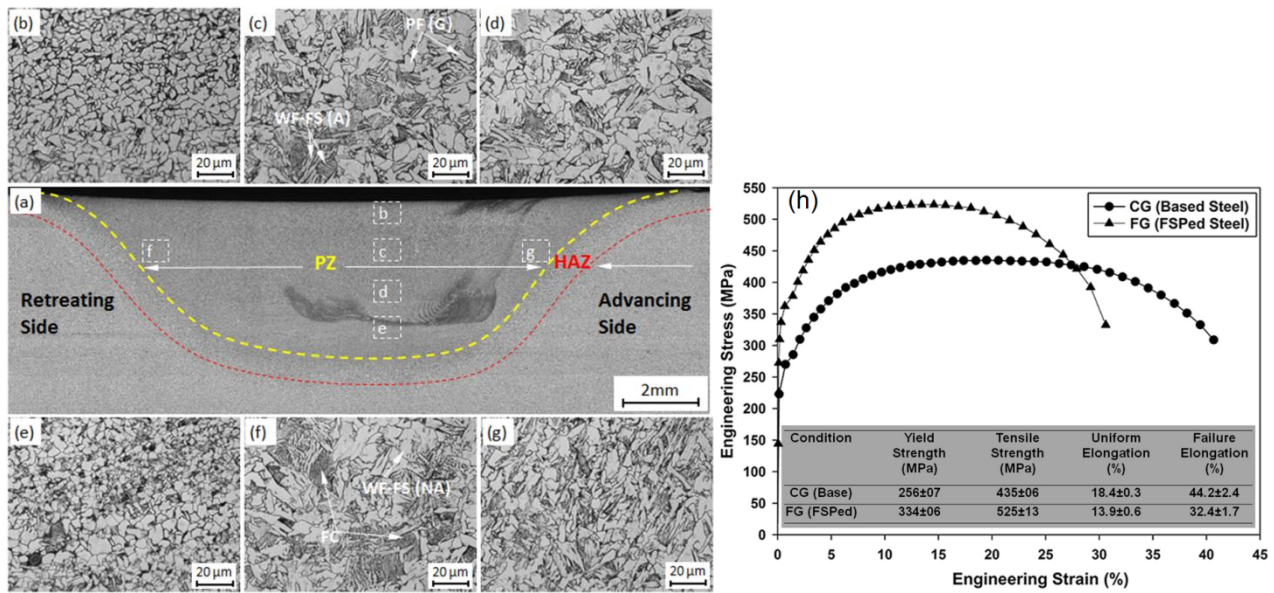 (b)
20 μm
(c)
PF (G)
WF-FS (A)
20 μm
(d)
20 μm
(a)
b
f
c
g
PZ
HAZ
d
e
Retreating
Side
Advancing
Side
2mm
(e)
20 μm
(f)
WF-FS (NA)
FC
20 μm
(g)
20 μm
(h)
CG (Based Steel)
FG (FSPed Steel)
Engineering Stress (MPa)
550
500
450
400
350
300
250
200
150
100
50
0
Condition Yield Strength (MPa) Tensile Strength (MPa) Uniform Elongation (%) Failure Elongation (%)
CG (Base) 256±07 435±06 18.4±0.3 44.2±2.4
FG (FSPed) 334±06 525±13 13.9±0.6 32.4±1.7
0 5 10 15 20 25 30 35 40 45
Engineering Strain (%)